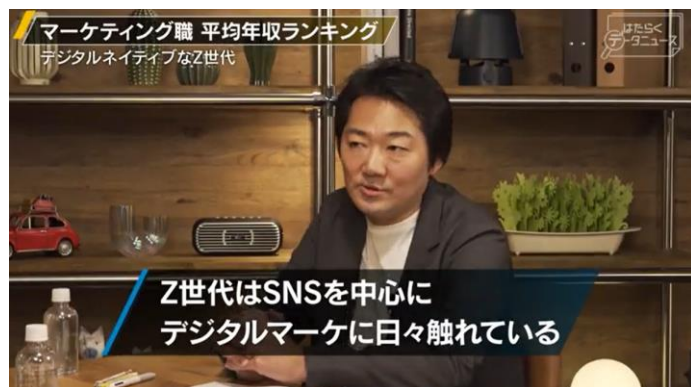 マーケティング職 平均年収ランキング
デジタルネイティブなZ世代
はたらく
データニュース
Z世代はSNSを中心に
デジタルマーケに日々触れている